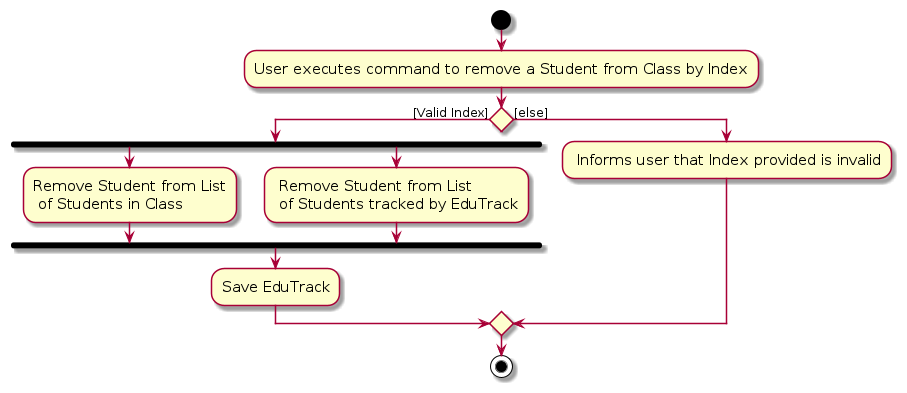 User executes command to remove a Student from Class by Index
[Valid Index]
[else]
Informs user that Index provided is invalid
Remove Student from List
of Students in Class
Remove Student from List
of Students tracked by EduTrack
Save EduTrack